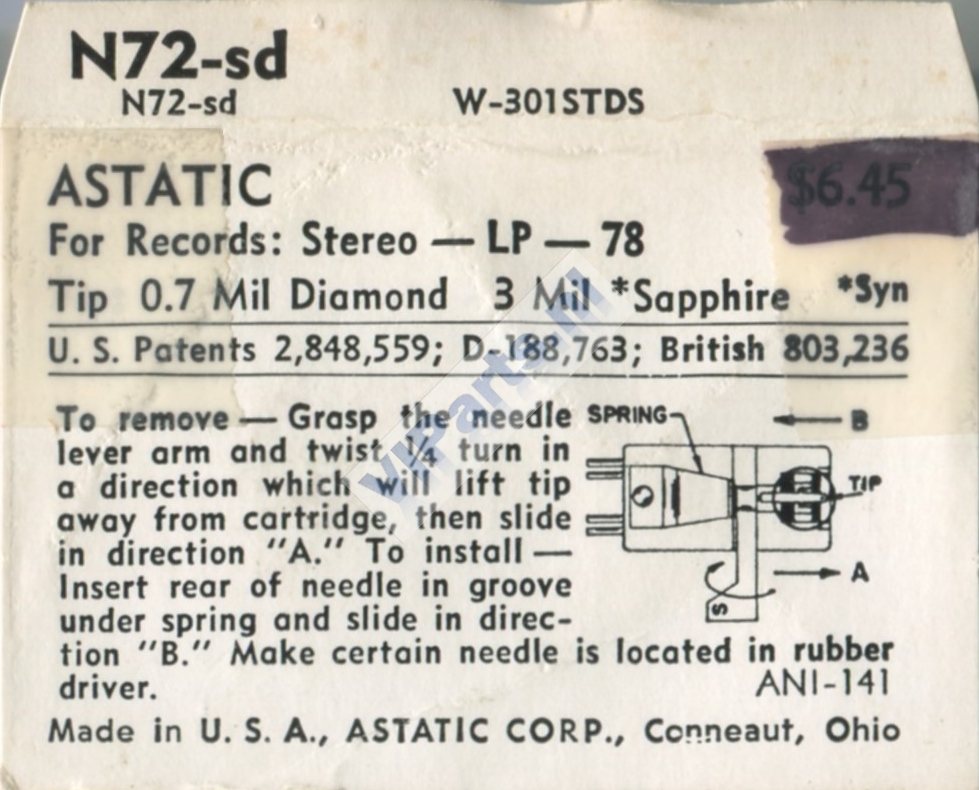 N72-sd
N72-sd W-301STDS
ASTATIC $6.45
For Records: Stereo — LP — 78
Tip 0.7 Mil Diamond 3 Mil *Sapphire *Syn
U. S. Patents 2,848,559; D-188,763; British 803,236
To remove — Grasp the needle
lever arm and twist ¼ turn in
a direction which will lift tip
away from cartridge, then slide
in direction "A." To install —
Insert rear of needle in groove
under spring and slide in direc-
tion "B." Make certain needle is located in rubber
driver. ANI-141
SPRING B
TIP
A
S
Made in U. S. A., ASTATIC CORP., Conneaut, Ohio
VIParts.nl